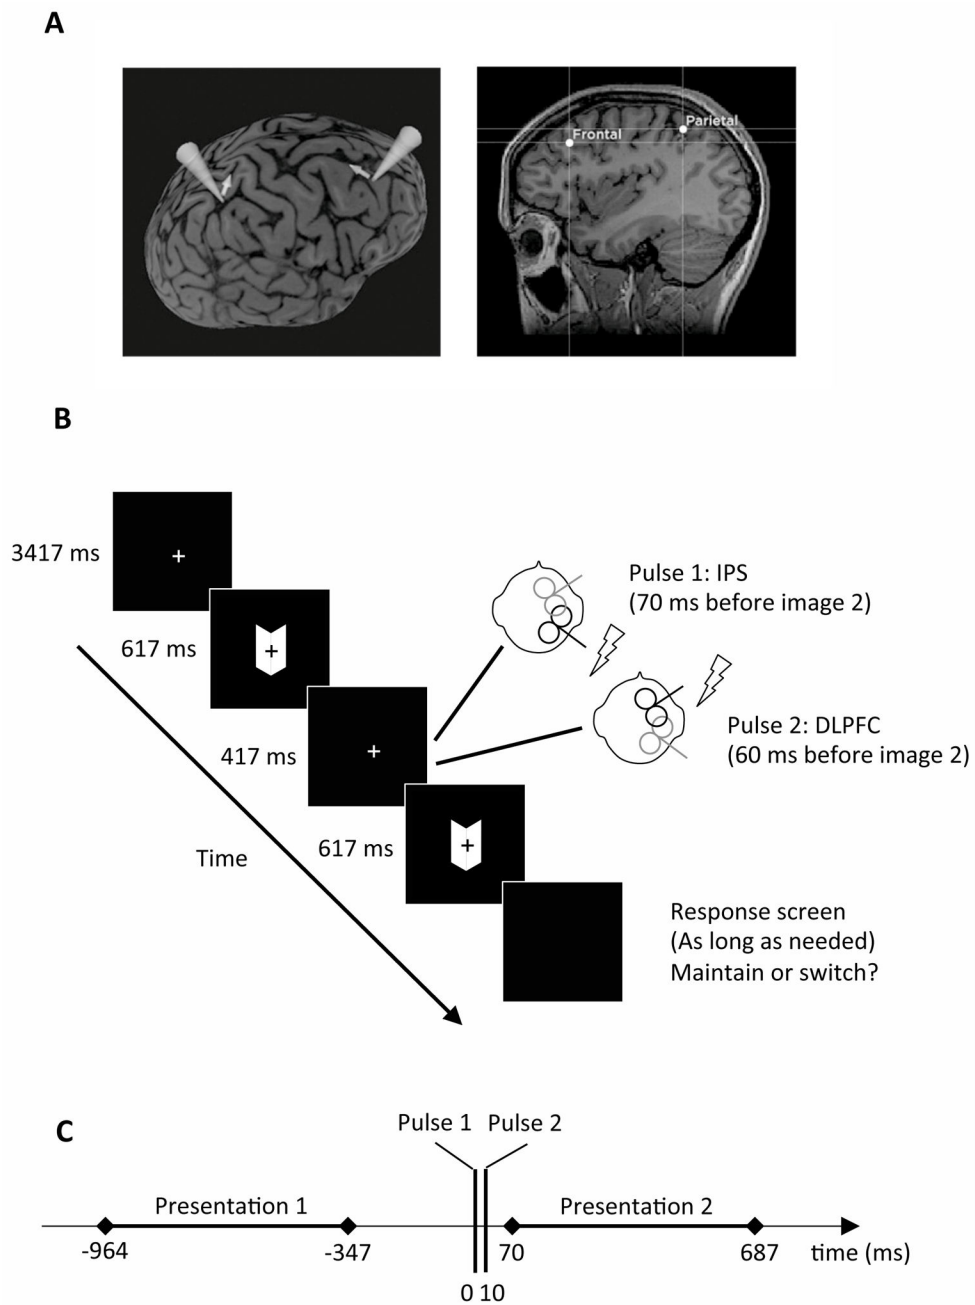 A
Frontal
Parietal
B
3417 ms
617 ms
417 ms
617 ms
Time
Pulse 1: IPS
(70 ms before image 2)
Pulse 2: DLPFC
(60 ms before image 2)
Response screen
(As long as needed)
Maintain or switch?
C
Pulse 1 Pulse 2
Presentation 1 Presentation 2
-964 -347 70 687 time (ms)
0 10